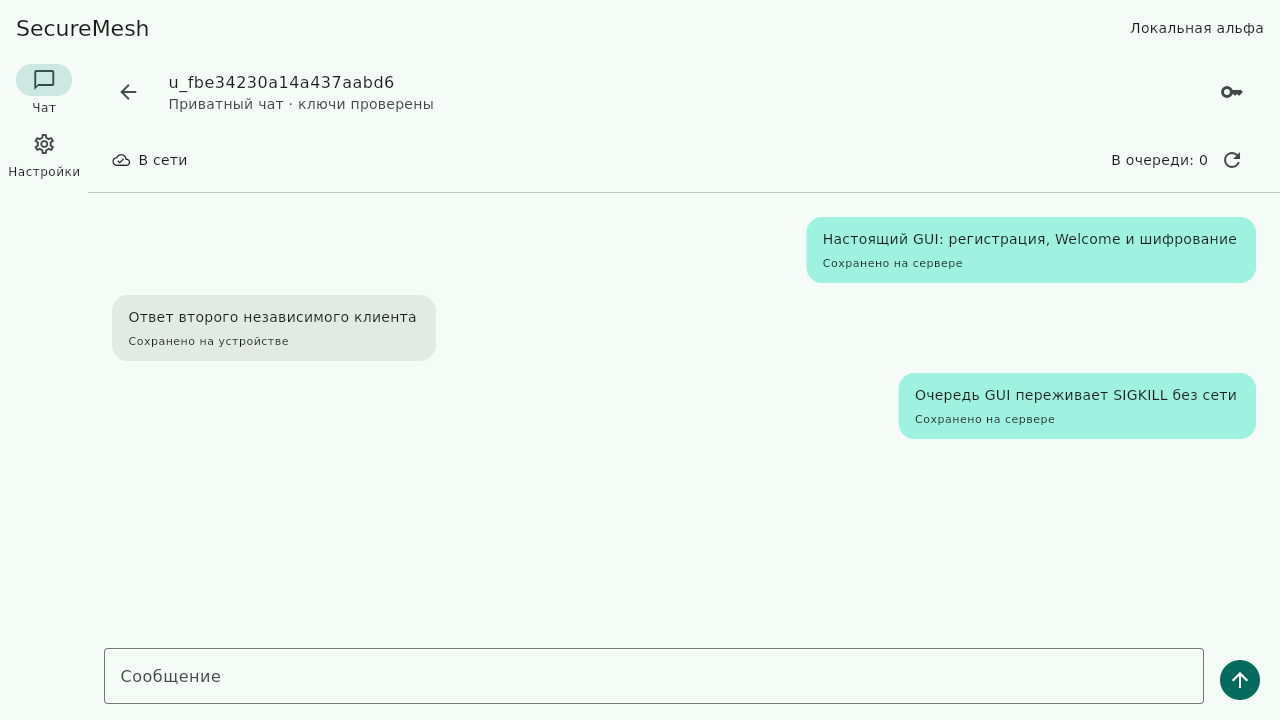 SecureMesh
Локальная альфа
Чат
Настройки
u_fbe34230a14a437aabd6
Приватный чат · ключи проверены
В сети
В очереди: 0
Настоящий GUI: регистрация, Welcome и шифрование
Сохранено на сервере
Ответ второго независимого клиента
Сохранено на устройстве
Очередь GUI переживает SIGKILL без сети
Сохранено на сервере
Сообщение